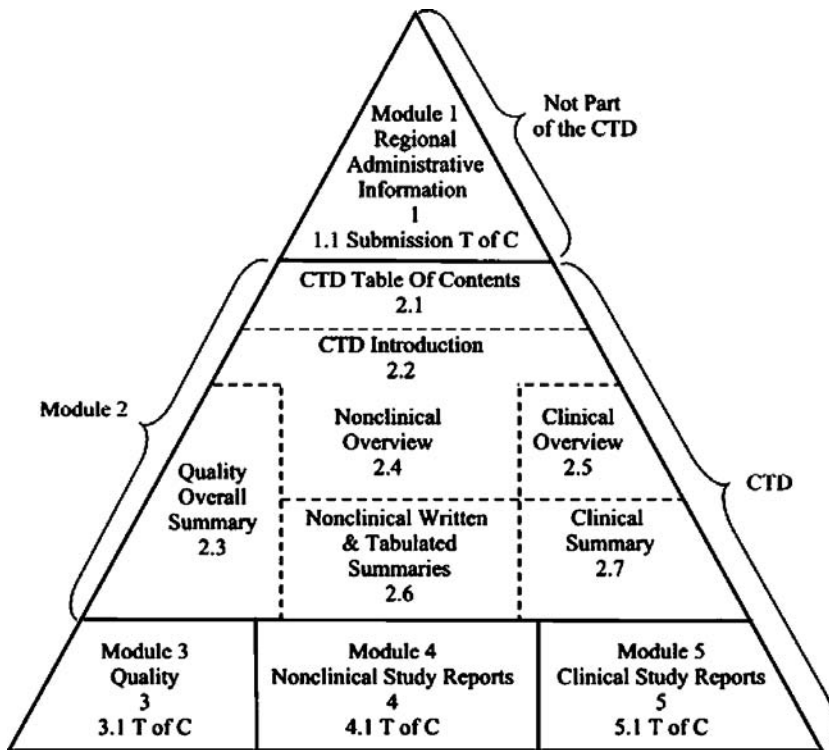 Module 1
Regional
Administrative
Information
1
1.1 Submission T of C
Not Part
of the CTD
CTD Table Of Contents
2.1
CTD Introduction
2.2
Module 2
Nonclinical
Overview
2.4
Clinical
Overview
2.5
Quality
Overall
Summary
2.3
CTD
Nonclinical Written
& Tabulated
Summaries
2.6
Clinical
Summary
2.7
Module 3
Quality
3
3.1 T of C
Module 4
Nonclinical Study Reports
4
4.1 T of C
Module 5
Clinical Study Reports
5
5.1 T of C